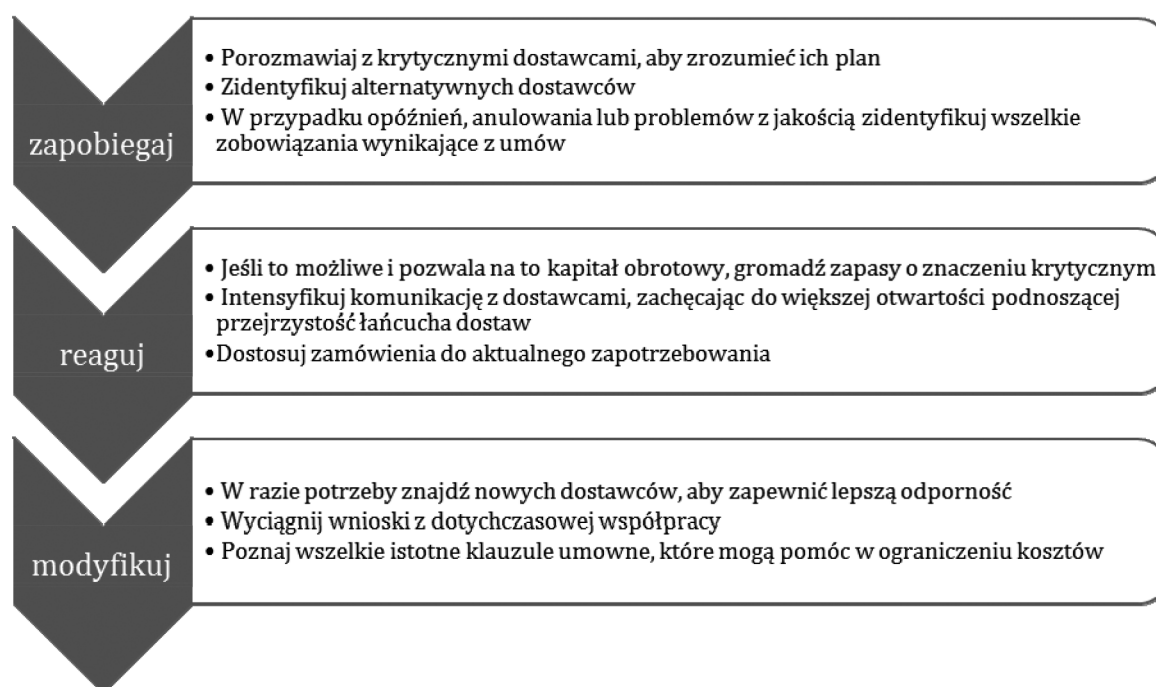 zapobiegaj
• Porozmawiaj z krytycznymi dostawcami, aby zrozumieć ich plan
• Zidentyfikuj alternatywnych dostawców
• W przypadku opóźnień, anulowania lub problemów z jakością zidentyfikuj wszelkie
zobowiązania wynikające z umów
reaguj
• Jeśli to możliwe i pozwala na to kapitał obrotowy, gromadź zapasy o znaczeniu krytycznym
• Intensyfikuj komunikację z dostawcami, zachęcając do większej otwartości podnoszącej
przejrzystość łańcucha dostaw
•Dostosuj zamówienia do aktualnego zapotrzebowania
modyfikuj
• W razie potrzeby znajdź nowych dostawców, aby zapewnić lepszą odporność
• Wyciągnij wnioski z dotychczasowej współpracy
• Poznaj wszelkie istotne klauzule umowne, które mogą pomóc w ograniczeniu kosztów